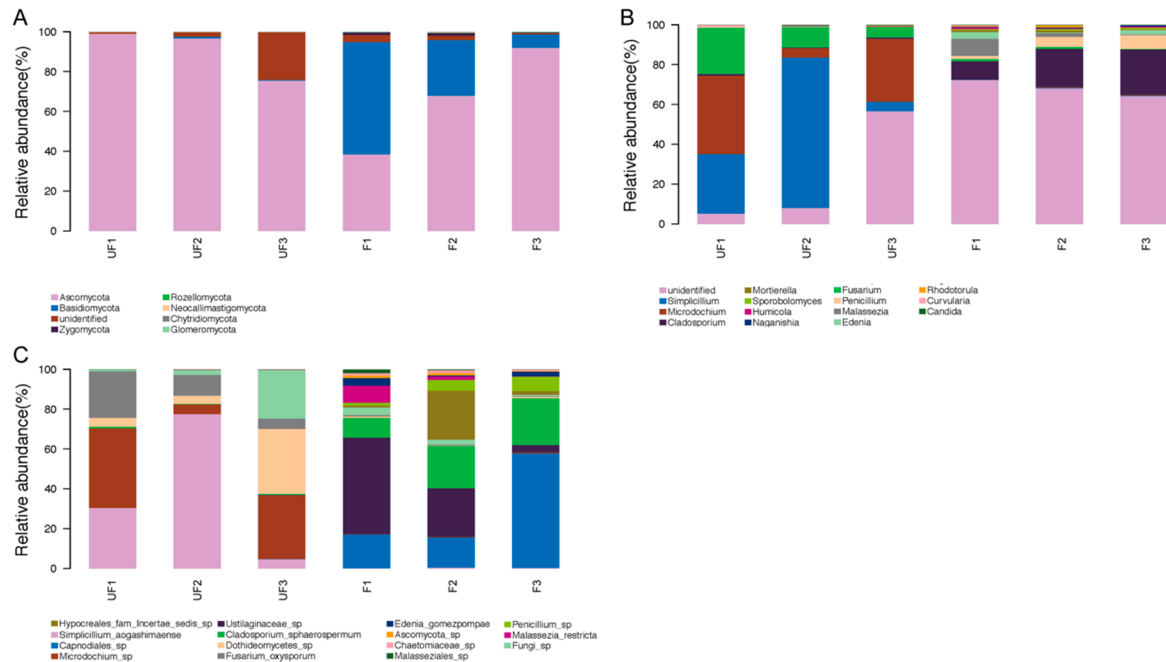 A
Relative abundance(%)
100
80
60
40
20
0
UF1
UF2
UF3
F1
F2
F3
Ascomycota
Basidiomycota
unidentified
Zygomycota
Rozellomycota
Neocallimastigomycota
Chytridiomycota
Glomeromycota
B
Relative abundance(%)
100
80
60
40
20
0
UF1
UF2
UF3
F1
F2
F3
unidentified
Simplicillium
Microdochium
Cladosporium
Mortierella
Sporobolomyces
Humicola
Naganishia
Fusarium
Penicillium
Malassezia
Edenia
Rhodotorula
Curvularia
Candida
C
Relative abundance(%)
100
80
60
40
20
0
UF1
UF2
UF3
F1
F2
F3
Hypocreales_fam_Incertae_sedis_sp
Simplicillium_aogashimaense
Capnodiales_sp
Microdochium_sp
Ustilaginaceae_sp
Cladosporium_sphaerospermum
Dothideomycetes_sp
Fusarium_oxysporum
Edenia_gomezpompae
Ascomycota_sp
Chaetomiaceae_sp
Malasseziales_sp
Penicillium_sp
Malassezia_restricta
Fungi_sp